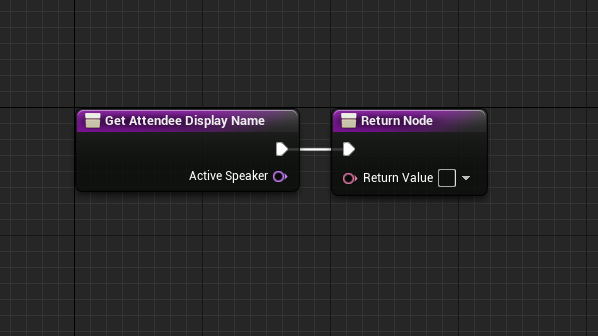 Get Attendee Display Name
Return Node
Active Speaker
Return Value